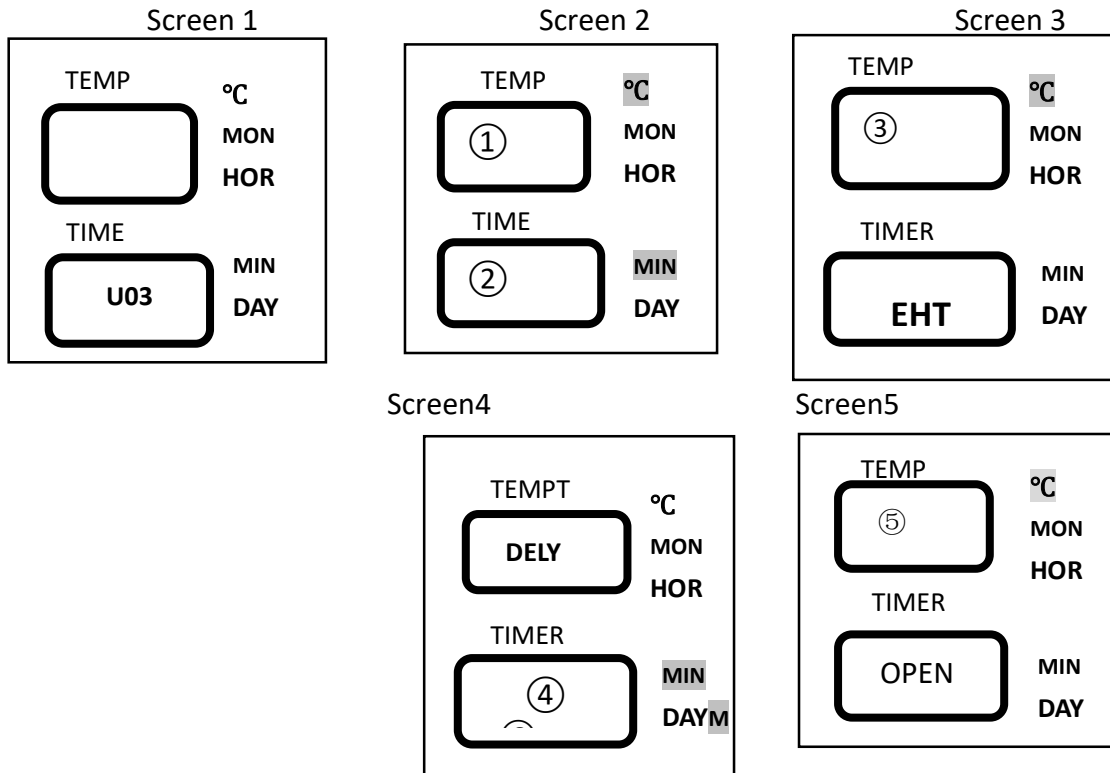 Screen 1
TEMP
℃
MON
HOR
TIME
U03
MIN
DAY
Screen 2
TEMP
℃
①
MON
HOR
TIME
②
MIN
DAY
Screen 3
TEMP
℃
③
MON
HOR
TIMER
EHT
MIN
DAY
Screen4
TEMPT
℃
DELY
MON
HOR
TIMER
④
MIN
DAYM
Screen5
TEMP
℃
⑤
MON
HOR
TIMER
OPEN
MIN
DAY